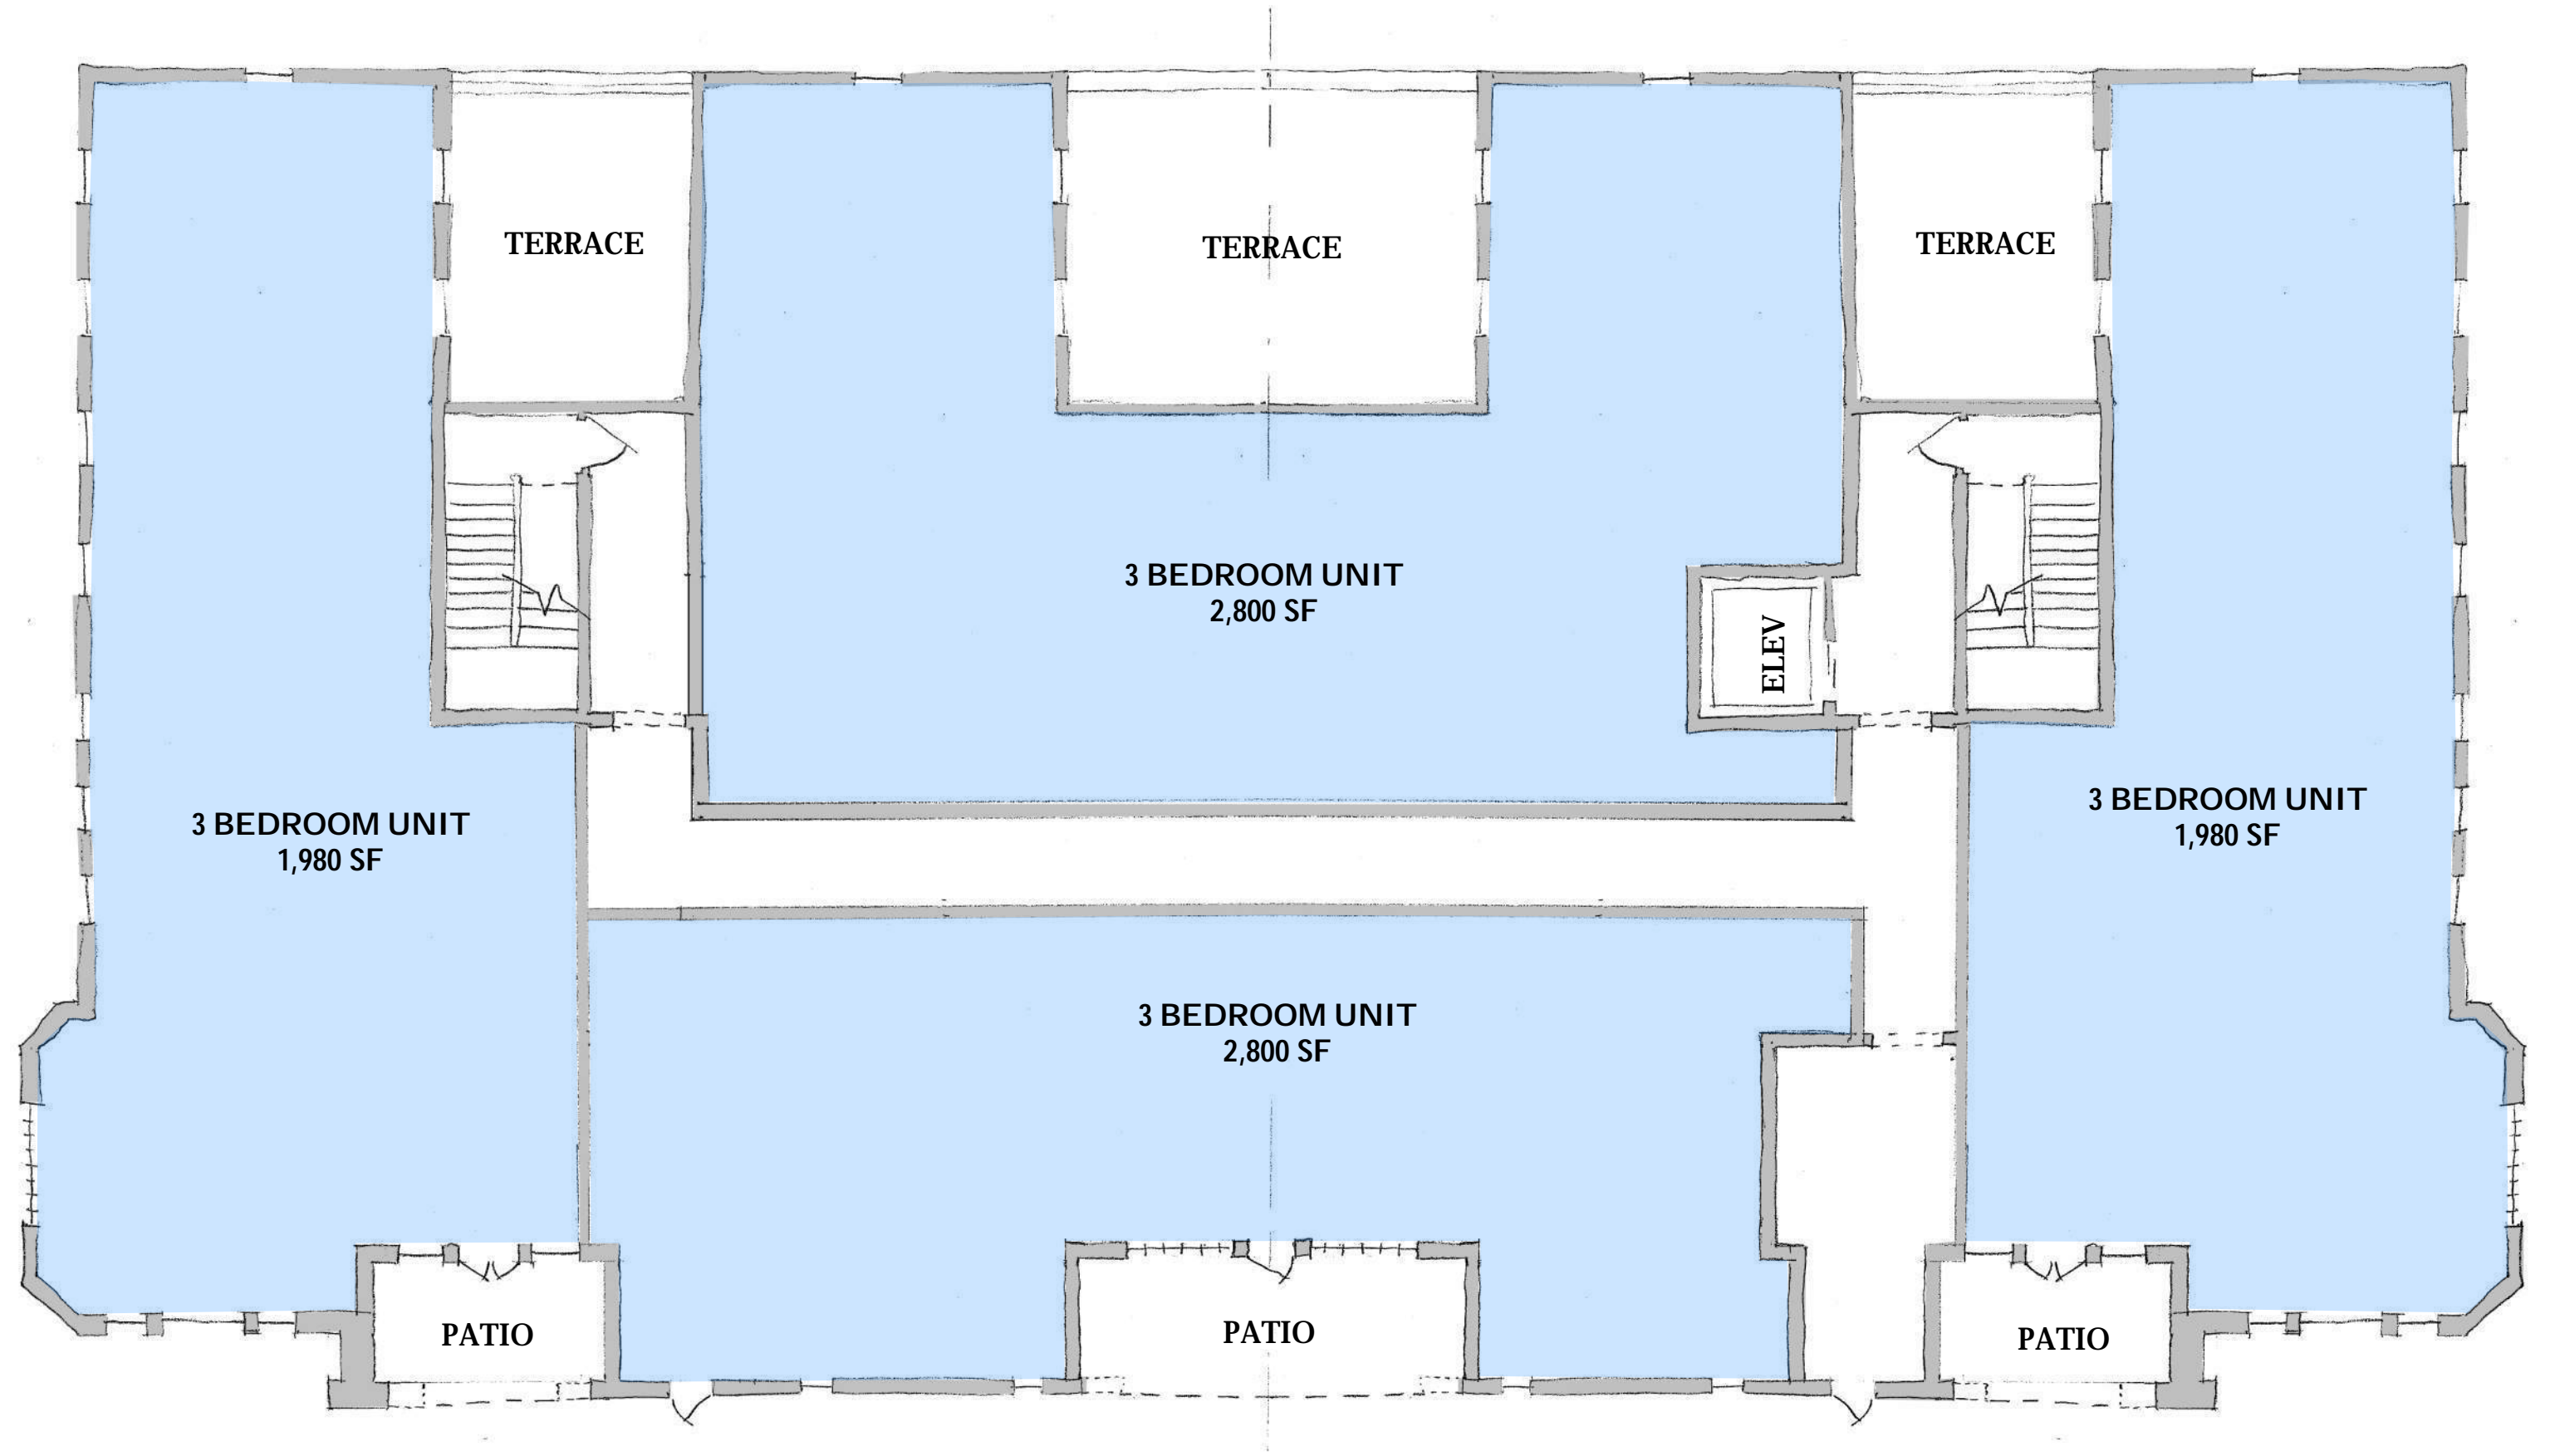 TERRACE
TERRACE
TERRACE
3 BEDROOM UNIT
2,800 SF
ELEV
3 BEDROOM UNIT
1,980 SF
3 BEDROOM UNIT
1,980 SF
3 BEDROOM UNIT
2,800 SF
PATIO
PATIO
PATIO